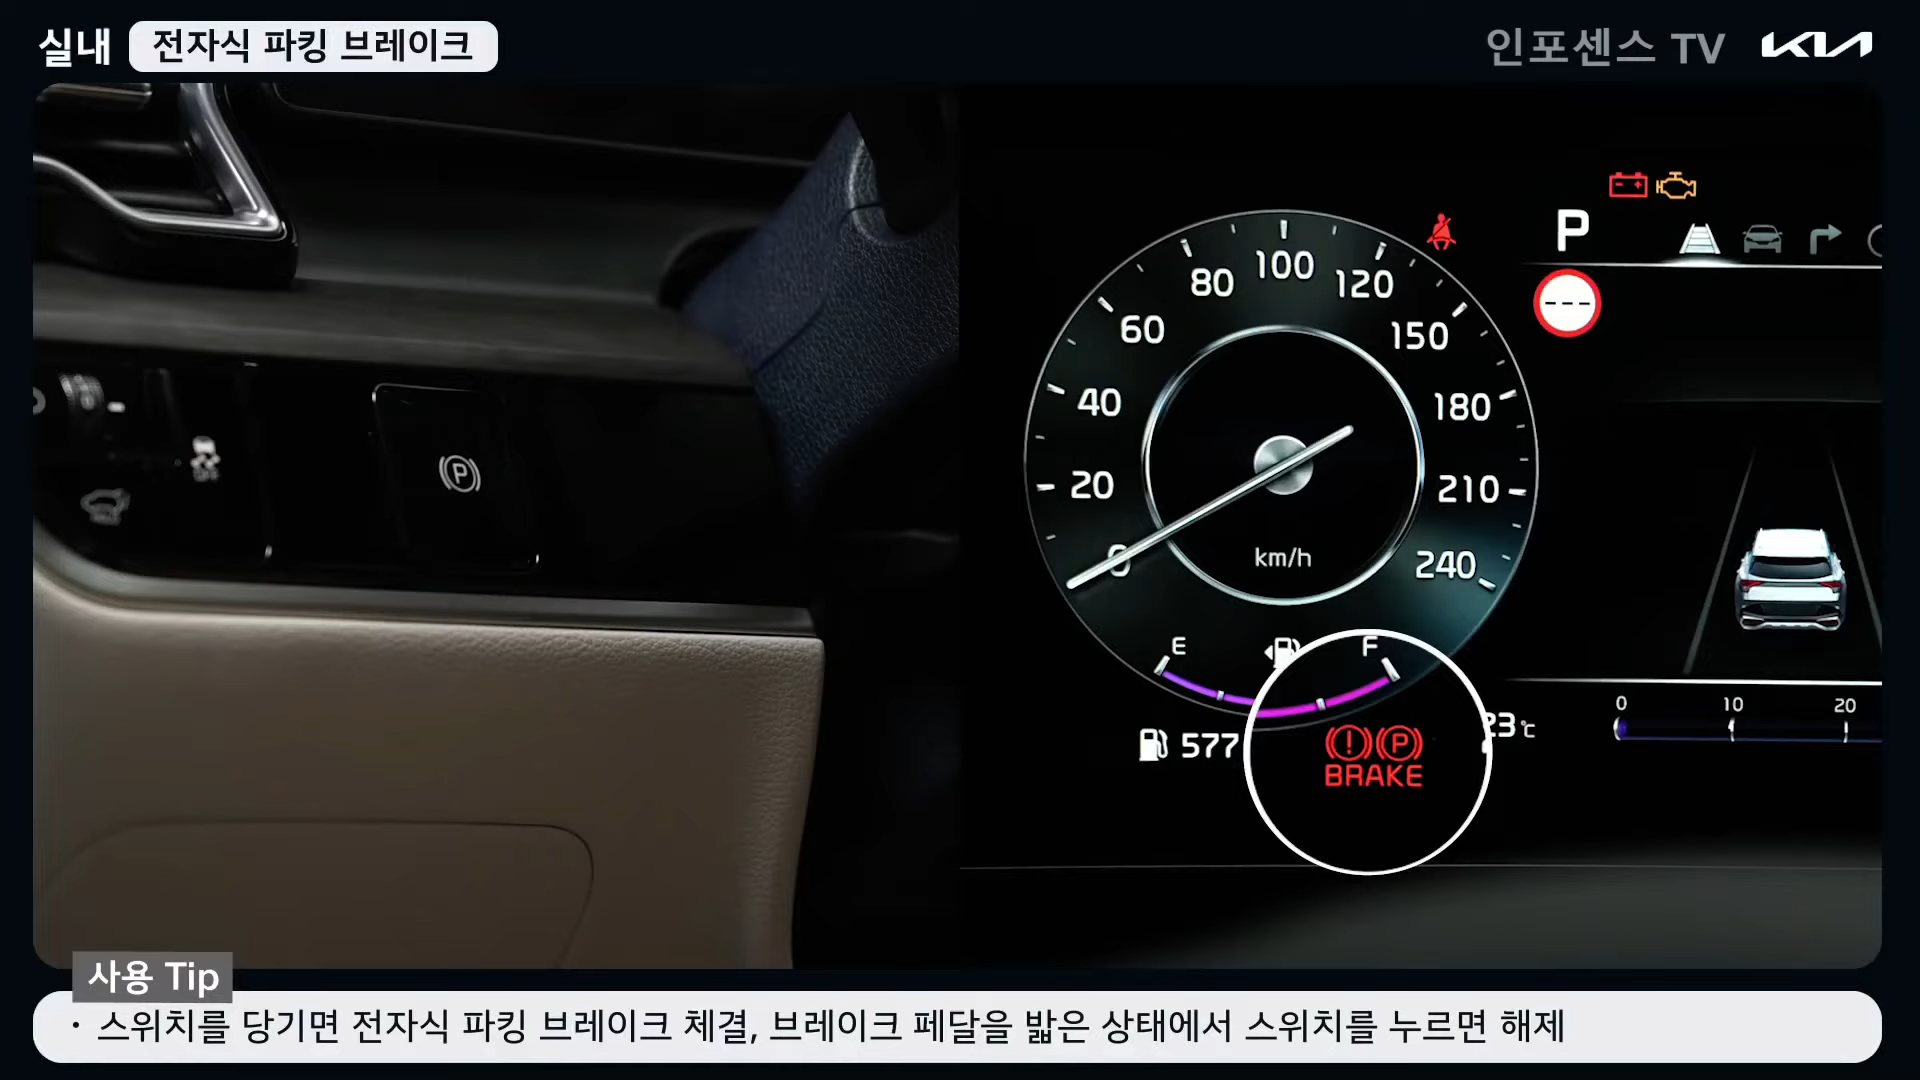 실내 전자식 파킹 브레이크
인포센스 TV KIA
P
OFF
P
100
80 120
60 150
40 180
20 210
0 240
km/h
E F
577
23℃
0 10 20
! P
BRAKE
사용 Tip
· 스위치를 당기면 전자식 파킹 브레이크 체결, 브레이크 페달을 밟은 상태에서 스위치를 누르면 해제